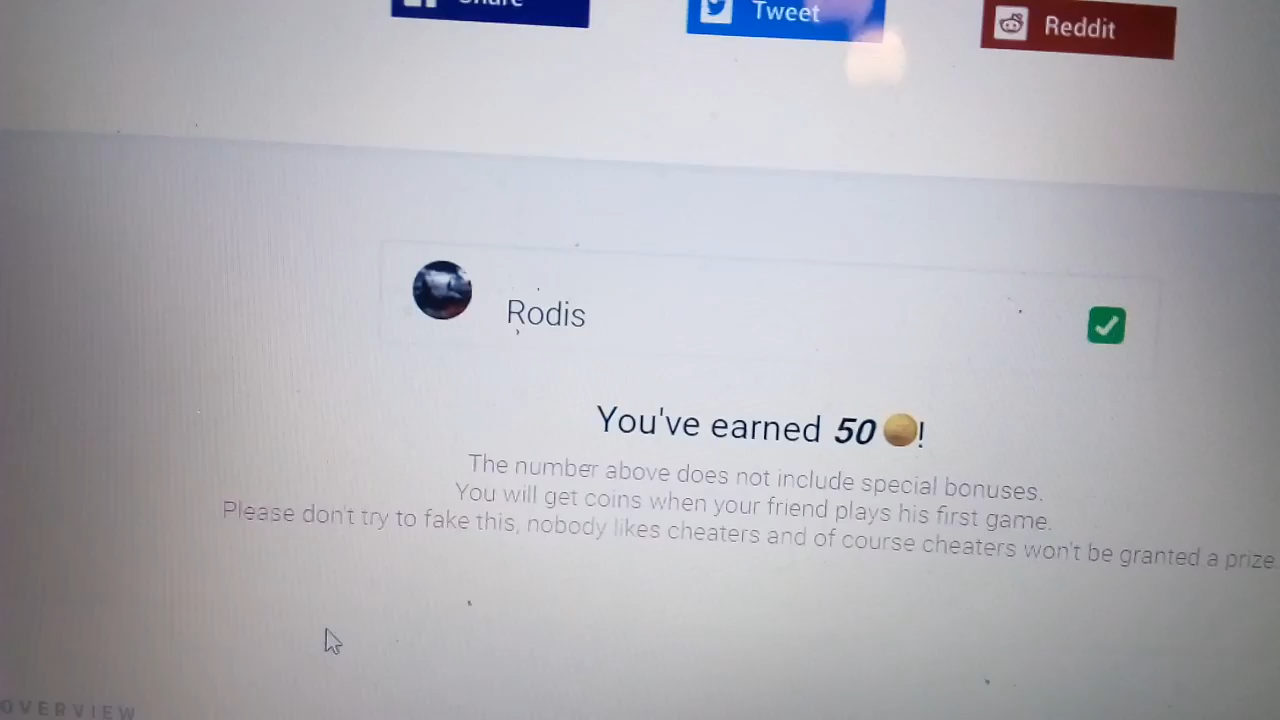 Share
Tweet
Reddit
Rodis
You've earned 50 !
The number above does not include special bonuses.
You will get coins when your friend plays his first game.
Please don't try to fake this, nobody likes cheaters and of course cheaters won't be granted a prize
OVERVIEW